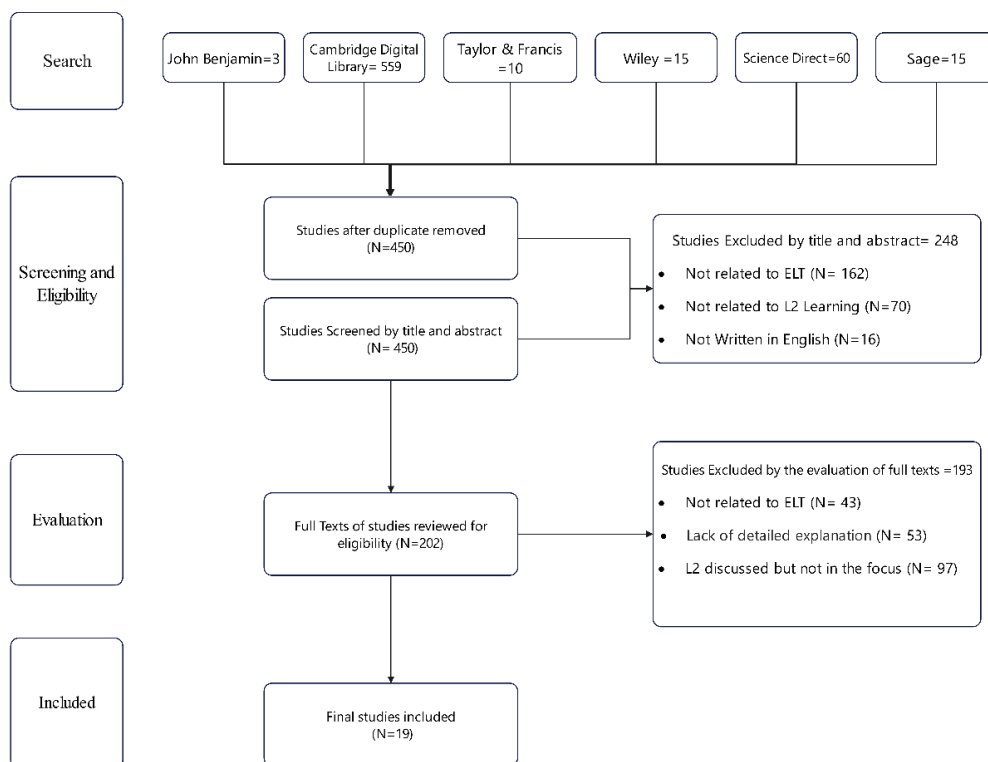 Search
John Benjamin=3
Cambridge Digital
Library= 559
Taylor & Francis
=10
Wiley =15
Science Direct=60
Sage=15
Screening and
Eligibility
Studies after duplicate removed
(N=450)
Studies Screened by title and abstract
(N= 450)
Studies Excluded by title and abstract= 248
• Not related to ELT (N= 162)
• Not related to L2 Learning (N=70)
• Not Written in English (N=16)
Evaluation
Full Texts of studies reviewed for
eligibility (N=202)
Studies Excluded by the evaluation of full texts =193
• Not related to ELT (N= 43)
• Lack of detailed explanation (N= 53)
• L2 discussed but not in the focus (N= 97)
Included
Final studies included
(N=19)